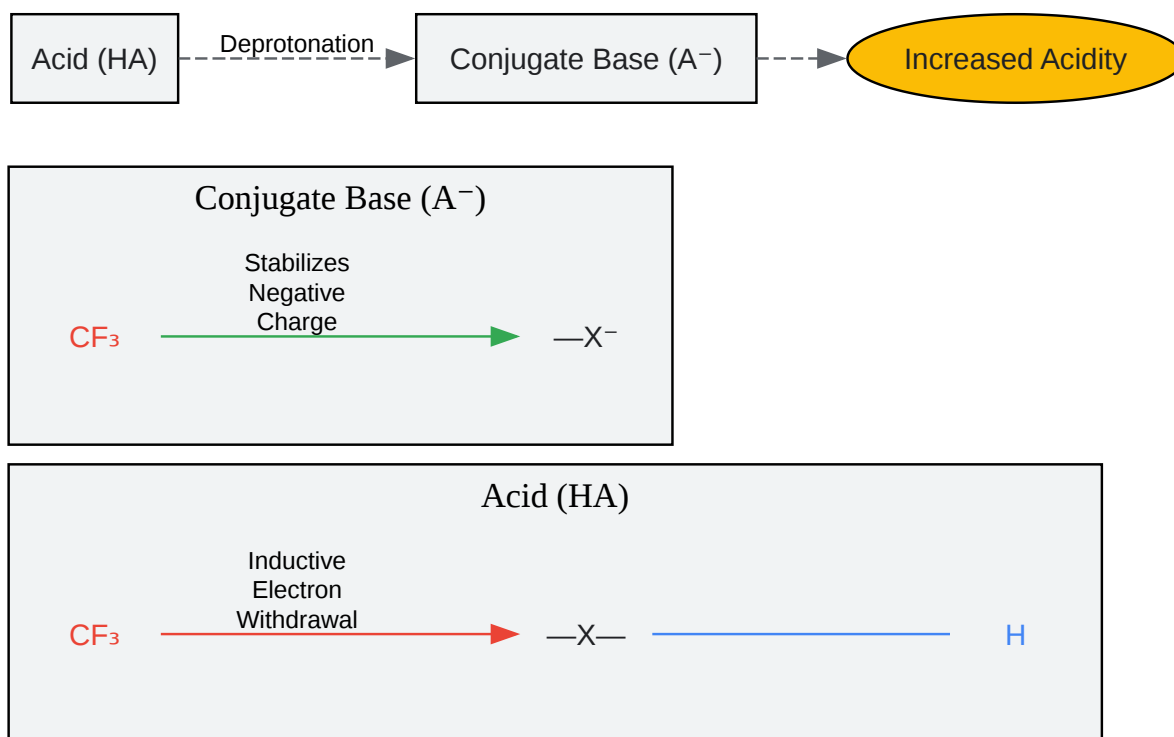 Acid (HA)
Deprotonation
Conjugate Base (A⁻)
Increased Acidity
Conjugate Base (A⁻)
Stabilizes
Negative
Charge
CF₃
—X⁻
Acid (HA)
Inductive
Electron
Withdrawal
CF₃
—X—
H